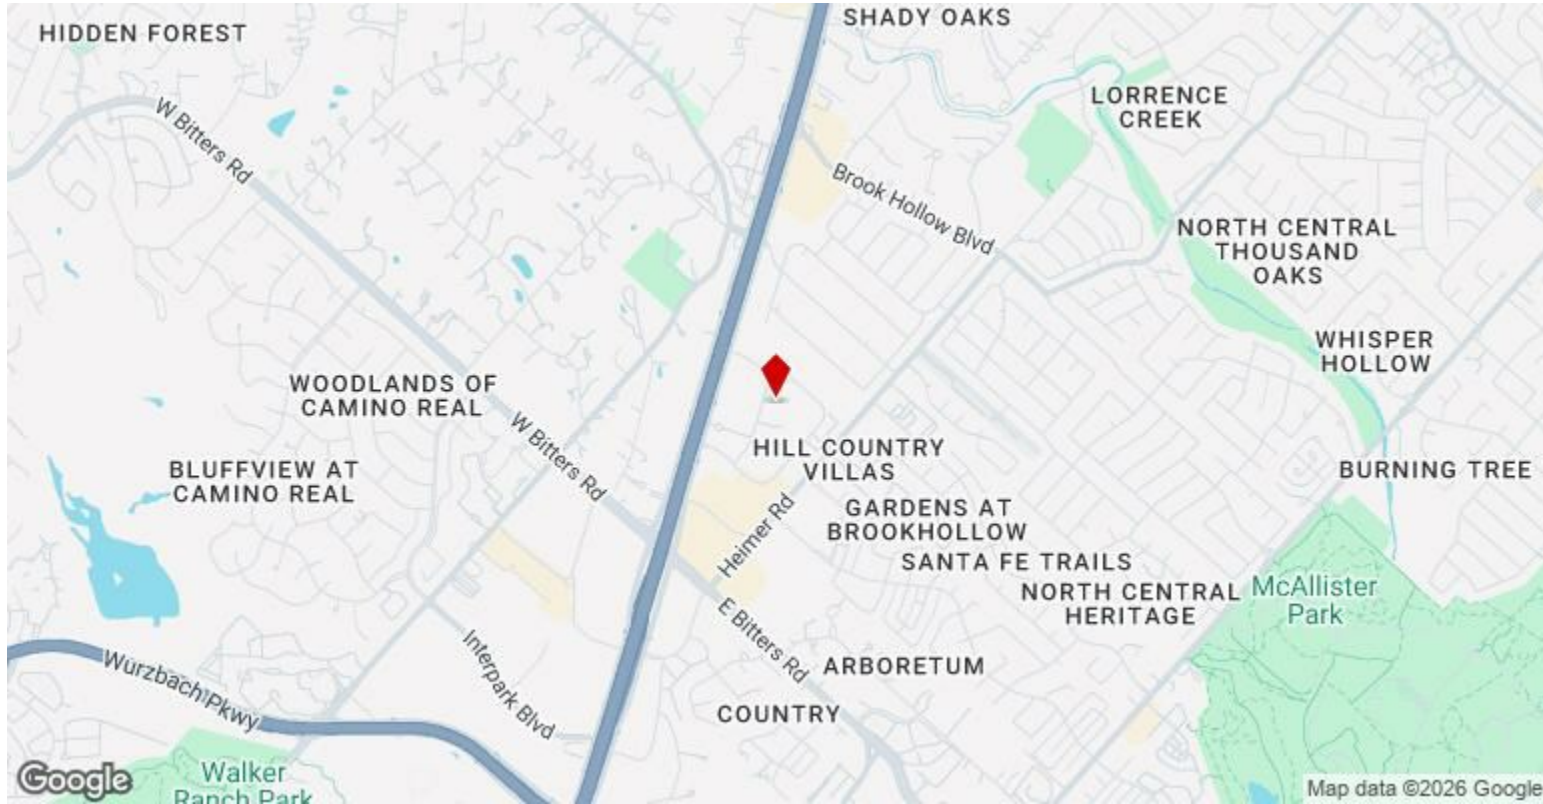 HIDDEN FOREST
SHADY OAKS
W Bitters Rd
LORRENCE
CREEK
Brook Hollow Blvd
NORTH CENTRAL
THOUSAND
OAKS
WHISPER
HOLLOW
WOODLANDS OF
CAMINO REAL
W Bitters Rd
HILL COUNTRY
VILLAS
BLUFFVIEW AT
CAMINO REAL
BURNING TREE
GARDENS AT
BROOKHOLLOW
Heimer Rd
SANTA FE TRAILS
NORTH CENTRAL
HERITAGE
McAllister
Park
E Bitters Rd
ARBORETUM
Wurzbach Pkwy
Interpark Blvd
COUNTRY
Walker
Ranch Park
Google
Map data ©2026 Google